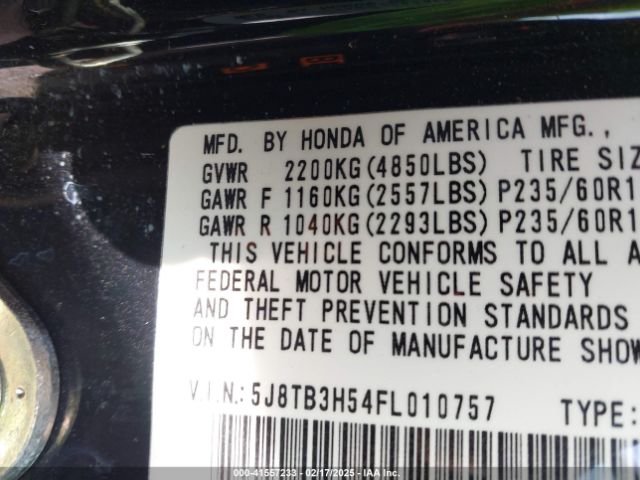 MFD. BY HONDA OF AMERICA MFG.,
GVWR 2200KG(4850LBS) TIRE SIZ
GAWR F 1160KG(2557LBS) P235/60R1
GAWR R 1040KG(2293LBS) P235/60R1
THIS VEHICLE CONFORMS TO ALL A
FEDERAL MOTOR VEHICLE SAFETY
AND THEFT PREVENTION STANDARDS
ON THE DATE OF MANUFACTURE SHOW
V.I.N.: 5J8TB3H54FL010757 TYPE:
000-41557233 - 02/17/2025 - IAA Inc.